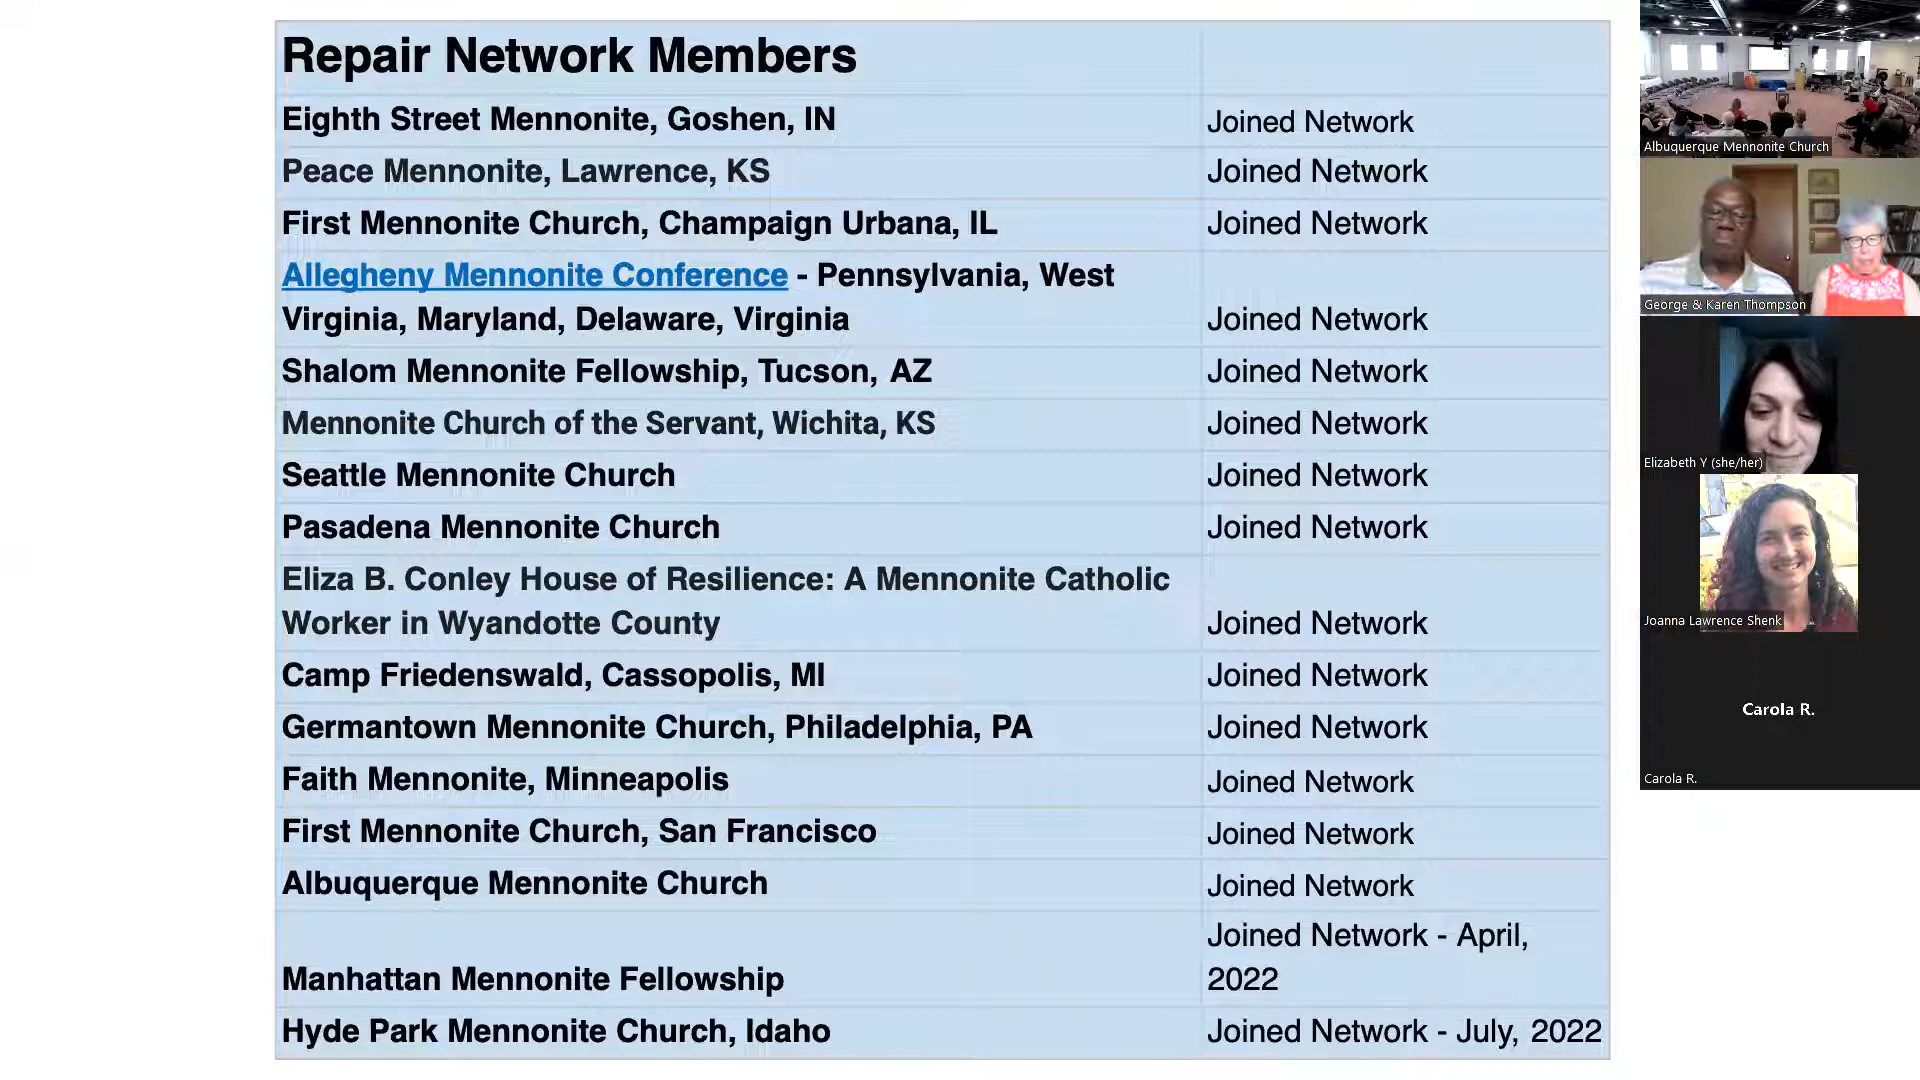 Repair Network Members
Eighth Street Mennonite, Goshen, IN
Joined Network
Peace Mennonite, Lawrence, KS
Joined Network
First Mennonite Church, Champaign Urbana, IL
Joined Network
Allegheny Mennonite Conference - Pennsylvania, West
Virginia, Maryland, Delaware, Virginia
Joined Network
Shalom Mennonite Fellowship, Tucson, AZ
Joined Network
Mennonite Church of the Servant, Wichita, KS
Joined Network
Seattle Mennonite Church
Joined Network
Pasadena Mennonite Church
Joined Network
Eliza B. Conley House of Resilience: A Mennonite Catholic
Worker in Wyandotte County
Joined Network
Camp Friedenswald, Cassopolis, MI
Joined Network
Germantown Mennonite Church, Philadelphia, PA
Joined Network
Faith Mennonite, Minneapolis
Joined Network
First Mennonite Church, San Francisco
Joined Network
Albuquerque Mennonite Church
Joined Network
Manhattan Mennonite Fellowship
Joined Network - April,
2022
Hyde Park Mennonite Church, Idaho
Joined Network - July, 2022
Albuquerque Mennonite Church
George & Karen Thompson
Elizabeth Y (she/her)
Joanna Lawrence Shenk
Carola R.
Carola R.